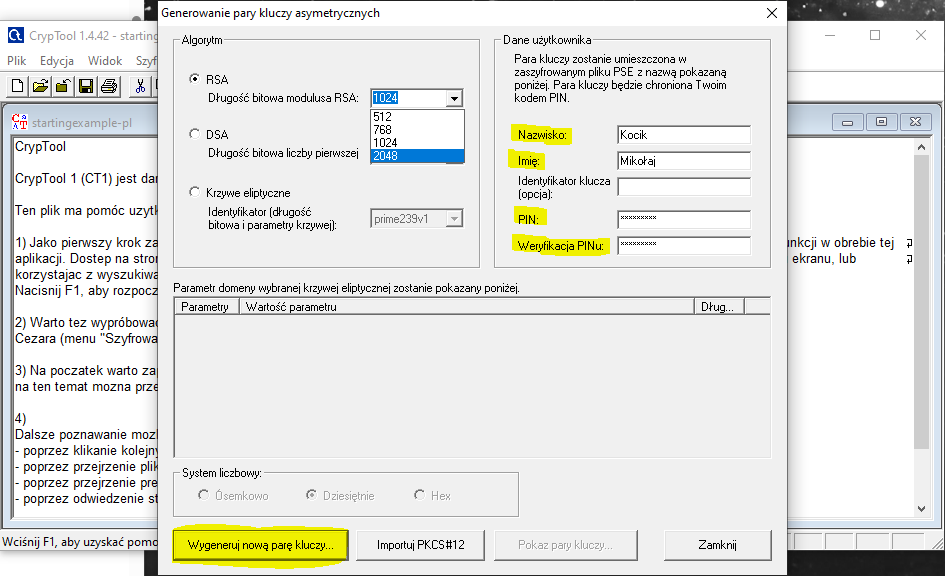 Generowanie pary kluczy asymetrycznych
CrypTool 1.4.42 - starting
Plik Edycja Widok Szyf
startingexample-pl
CrypTool
CrypTool 1 (CT1) jest da
Ten plik ma pomóc uzytk
1) Jako pierwszy krok za
nkcji w obrebie tej
aplikacji. Dostep na stron
ekranu, lub
korzystajac z wyszukiwa
Nacisnij F1, aby rozpocz
2) Warto tez wypróbowac
Cezara (menu "Szyfrowa
3) Na poczatek warto zap
na ten temat mozna prze
4)
Dalsze poznawanie mozl
- poprzez klikanie kolejny
- poprzez przejrzenie plik
- poprzez przejrzenie pre
- poprzez odwiedzenie st
Wciśnij F1, aby uzyskać pomo
Algorytm
RSA
Długość bitowa modulusa RSA:
1024
512
768
1024
2048
DSA
Długość bitowa liczby pierwszej
Krzywe eliptyczne
Identyfikator (długość
bitowa i parametry krzywej):
prime239v1
Dane użytkownika
Para kluczy zostanie umieszczona w
zaszyfrowanym pliku PSE z nazwą pokazaną
poniżej. Para kluczy będzie chroniona Twoim
kodem PIN.
Nazwisko:
Kocik
Imię:
Mikołaj
Identyfikator klucza
(opcja):
PIN:
×××××××××
Weryfikacja PINu:
×××××××××
Parametr domeny wybranej krzywej eliptycznej zostanie pokazany poniżej.
Parametry Wartość parametru Dług...
System liczbowy:
Ósemkowo Dziesiętnie Hex
Wygeneruj nową parę kluczy... Importuj PKCS#12 Pokaz pary kluczy... Zamknij